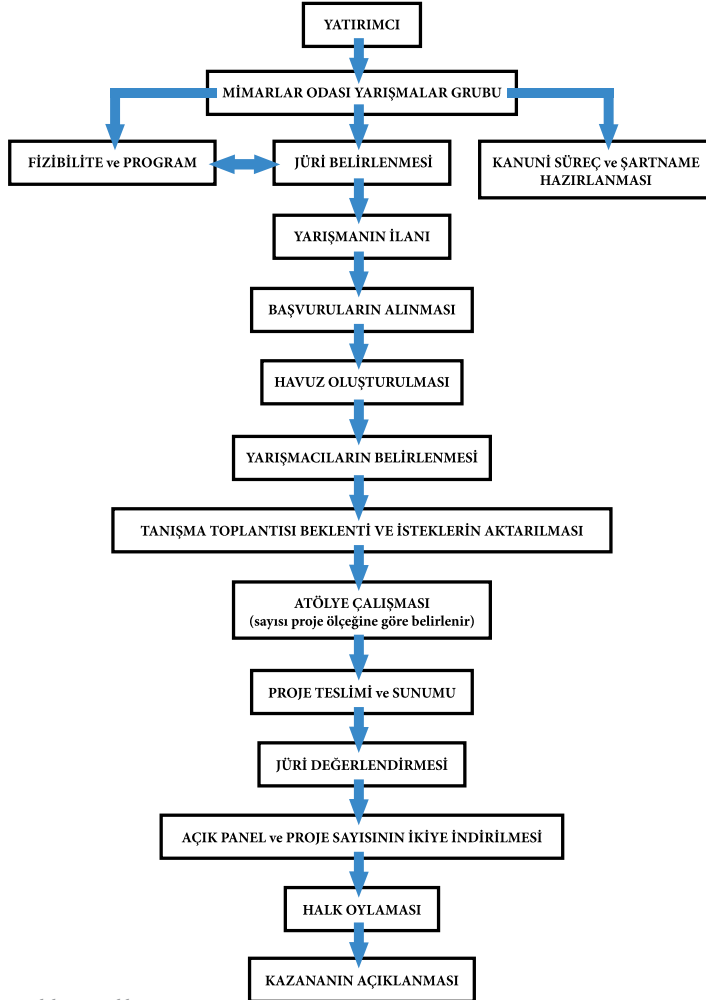 YATIRIMCI
MİMARLAR ODASI YARIŞMALAR GRUBU
FİZİBİLİTE ve PROGRAM
JÜRİ BELİRLENMESİ
KANUNİ SÜREÇ ve ŞARTNAME
HAZIRLANMASI
YARIŞMANIN İLANI
BAŞVURULARIN ALINMASI
HAVUZ OLUŞTURULMASI
YARIŞMACILARIN BELİRLENMESİ
TANIŞMA TOPLANTISI BEKLENTİ VE İSTEKLERİN AKTARILMASI
ATÖLYE ÇALIŞMASI
(sayısı proje ölçeğine göre belirlenir)
PROJE TESLİMİ ve SUNUMU
JÜRİ DEĞERLENDİRMESİ
AÇIK PANEL ve PROJE SAYISININ İKİYE İNDİRİLMESİ
HALK OYLAMASI
KAZANANIN AÇIKLANMASI